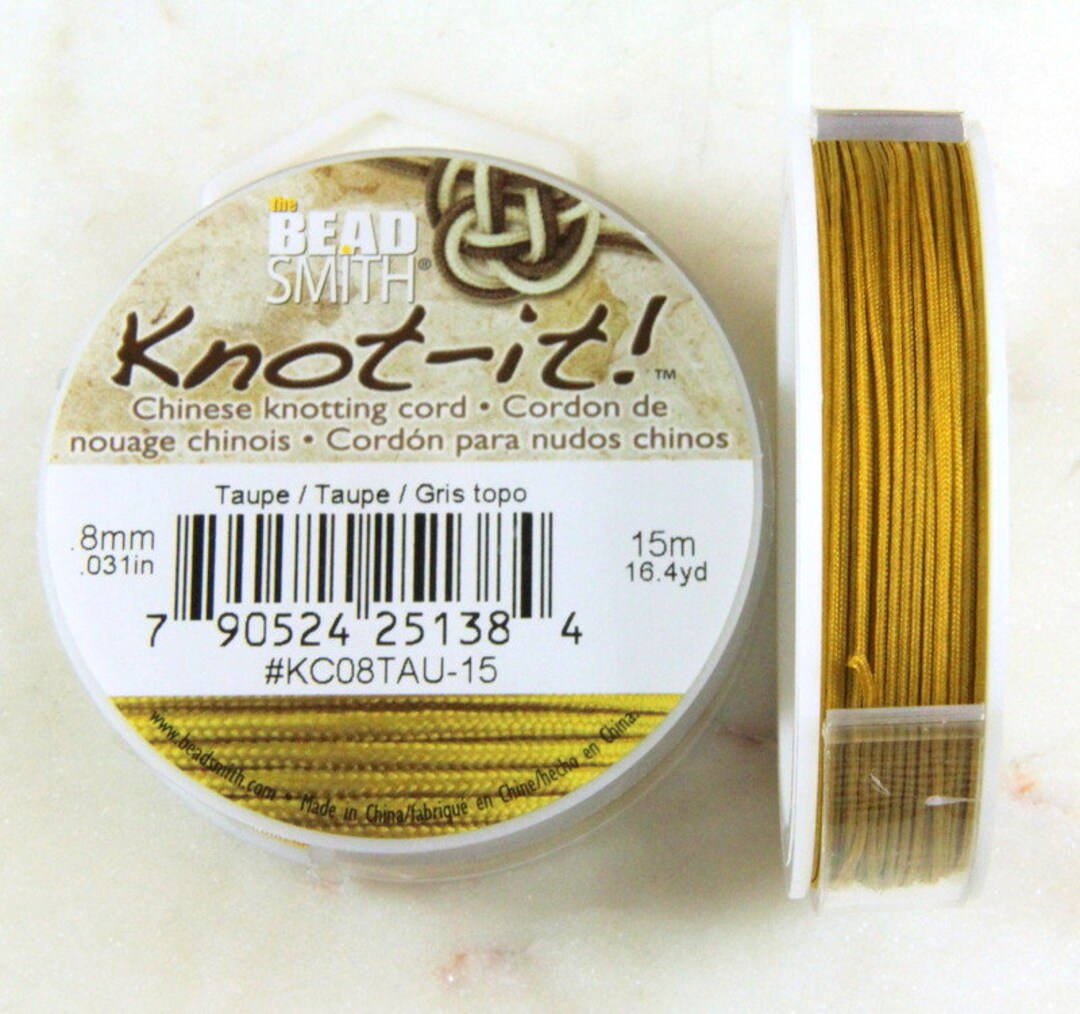 the
BEAD
SMITH®
Knot-it!™
Chinese knotting cord • Cordon de
nouage chinois • Cordón para nudos chinos
Taupe / Taupe / Gris topo
.8mm
.031in
15m
16.4yd
7 90524 25138 4
#KC08TAU-15
www.beadsmith.com • Made in China/fabrique en Chine/hecho en China.